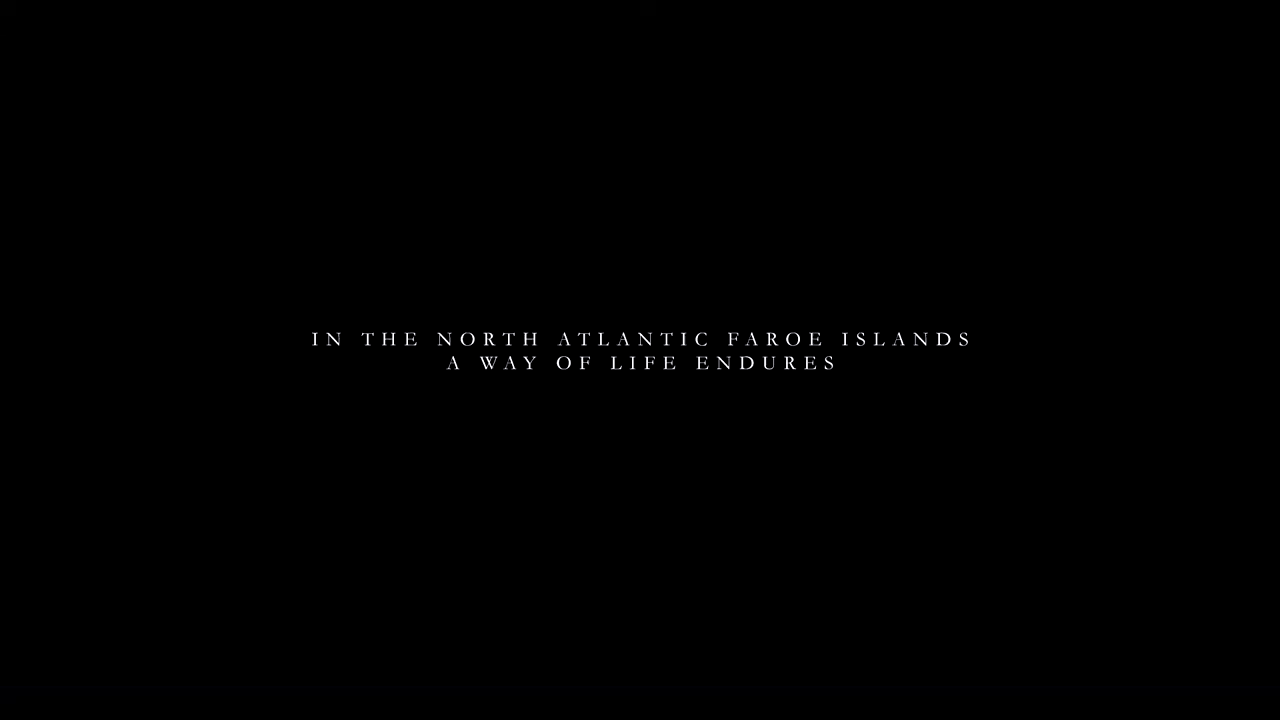 IN THE NORTH ATLANTIC FAROE ISLANDS
A WAY OF LIFE ENDURES